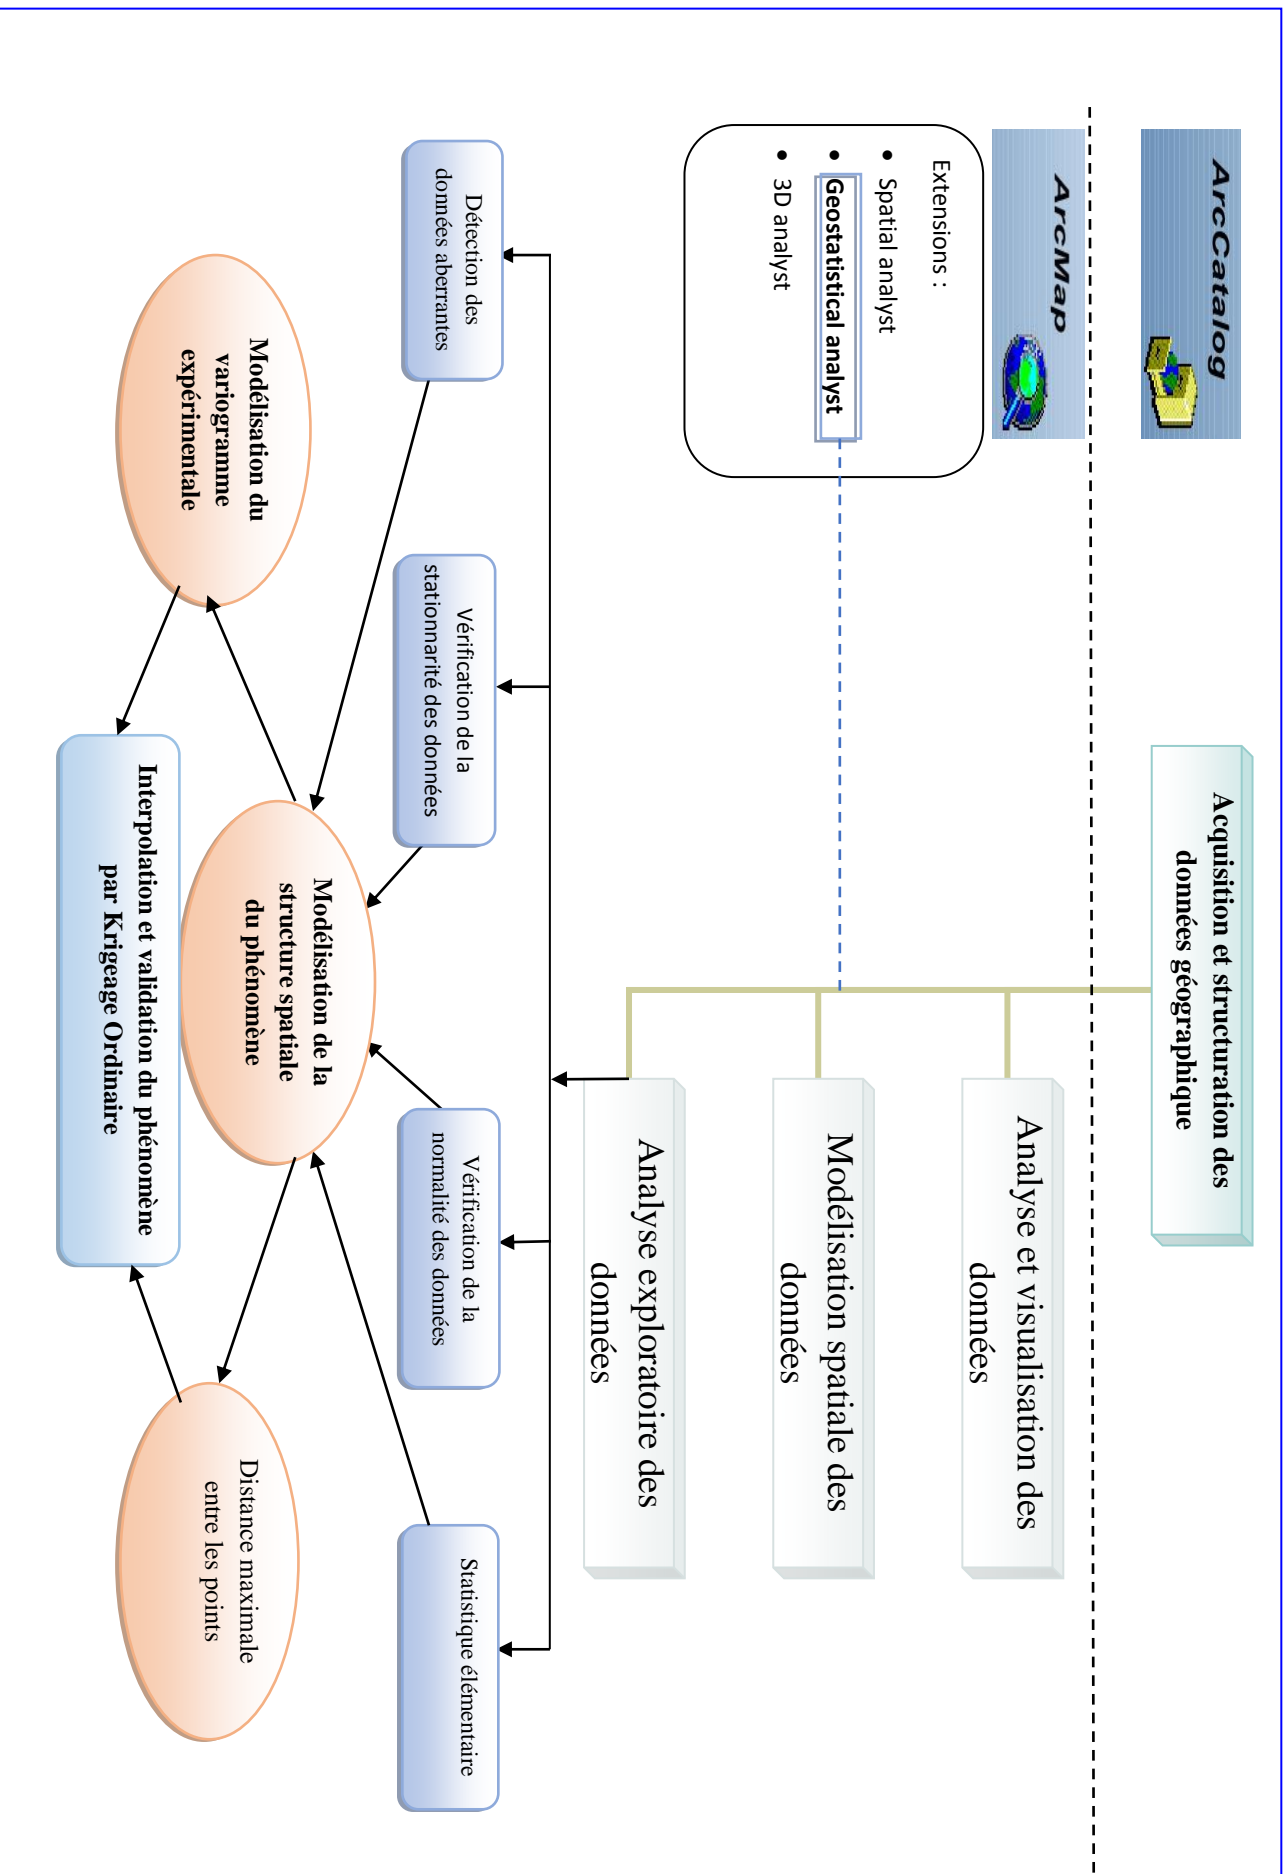 ArcCatalog
Acquisition et structuration des
données géographique
ArcMap
Extensions :
• Spatial analyst
• Geostatistical analyst
• 3D analyst
Analyse et visualisation des
données
Modélisation spatiale des
données
Analyse exploratoire des
données
Détection des
données aberrantes
Vérification de la
stationnarité des données
Vérification de la
normalité des données
Statistique élémentaire
Modélisation de la
structure spatiale
du phénomène
Modélisation du
variogramme
expérimentale
Distance maximale
entre les points
Interpolation et validation du phénomène
par Krigeage Ordinaire